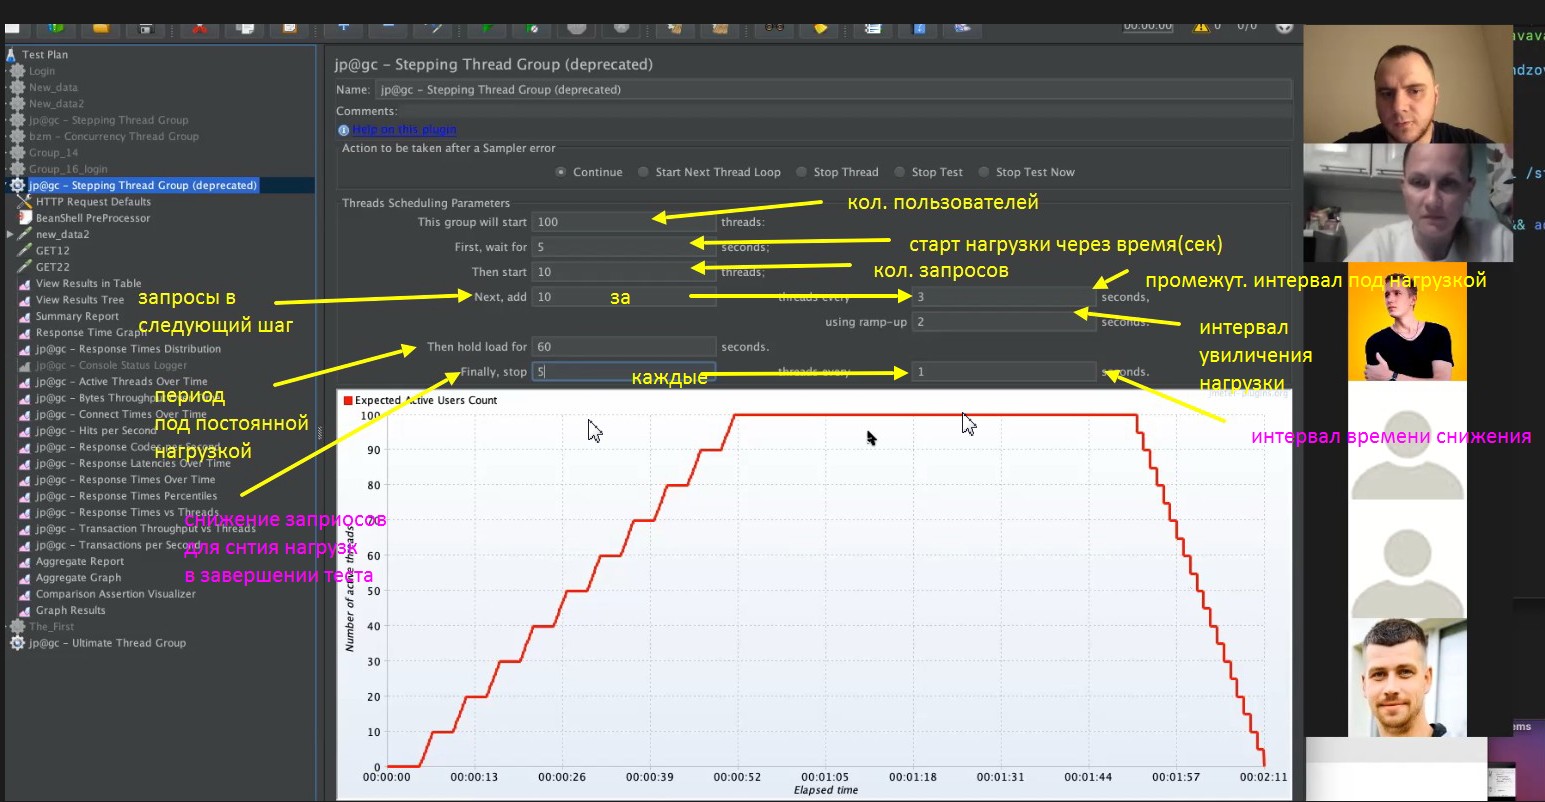 00:00:00
0
0/0
Test Plan
Login
New_data
New_data2
jp@gc - Stepping Thread Group
bzm - Concurrency Thread Group
Group_14
Group_16_login
jp@gc - Stepping Thread Group (deprecated)
HTTP Request Defaults
BeanShell PreProcessor
new_data2
GET12
GET22
View Results in Table
View Results Tree
Summary Report
Response Time Graph
jp@gc - Response Times Distribution
jp@gc - Console Status Logger
jp@gc - Active Threads Over Time
jp@gc - Bytes Throughput Over Time
jp@gc - Connect Times Over Time
jp@gc - Hits per Second
jp@gc - Response Codes per Second
jp@gc - Response Latencies Over Time
jp@gc - Response Times Over Time
jp@gc - Response Times Percentiles
jp@gc - Response Times vs Threads
jp@gc - Transaction Throughput vs Threads
jp@gc - Transactions per Second
Aggregate Report
Aggregate Graph
Comparison Assertion Visualizer
Graph Results
The_First
jp@gc - Ultimate Thread Group
запросы в
следующий шаг
период
под постоянной
нагрузкой
снижение заприосов
для снтия нагрузк
в завершении теста
jp@gc - Stepping Thread Group (deprecated)
Name: jp@gc - Stepping Thread Group (deprecated)
Comments:
Help on this plugin
Action to be taken after a Sampler error
Continue Start Next Thread Loop Stop Thread Stop Test Stop Test Now
Threads Scheduling Parameters
This group will start 100 threads:
кол. пользователей
First, wait for 5 seconds;
старт нагрузки через время(сек)
Then start 10 threads;
кол. запросов
Next, add 10 за threads every 3 seconds,
промежут. интервал под нагрузкой
using ramp-up 2 seconds.
интервал
увиличения
нагрузки
Then hold load for 60 seconds.
Finally, stop 5 каждые threads every 1 seconds.
интервал времени снижения
jmeter-plugins.org
Expected Active Users Count
100
90
80
70
60
50
40
30
20
10
0
Number of active threads
00:00:00 00:00:13 00:00:26 00:00:39 00:00:52 00:01:05 00:01:18 00:01:31 00:01:44 00:01:57 00:02:11
Elapsed time